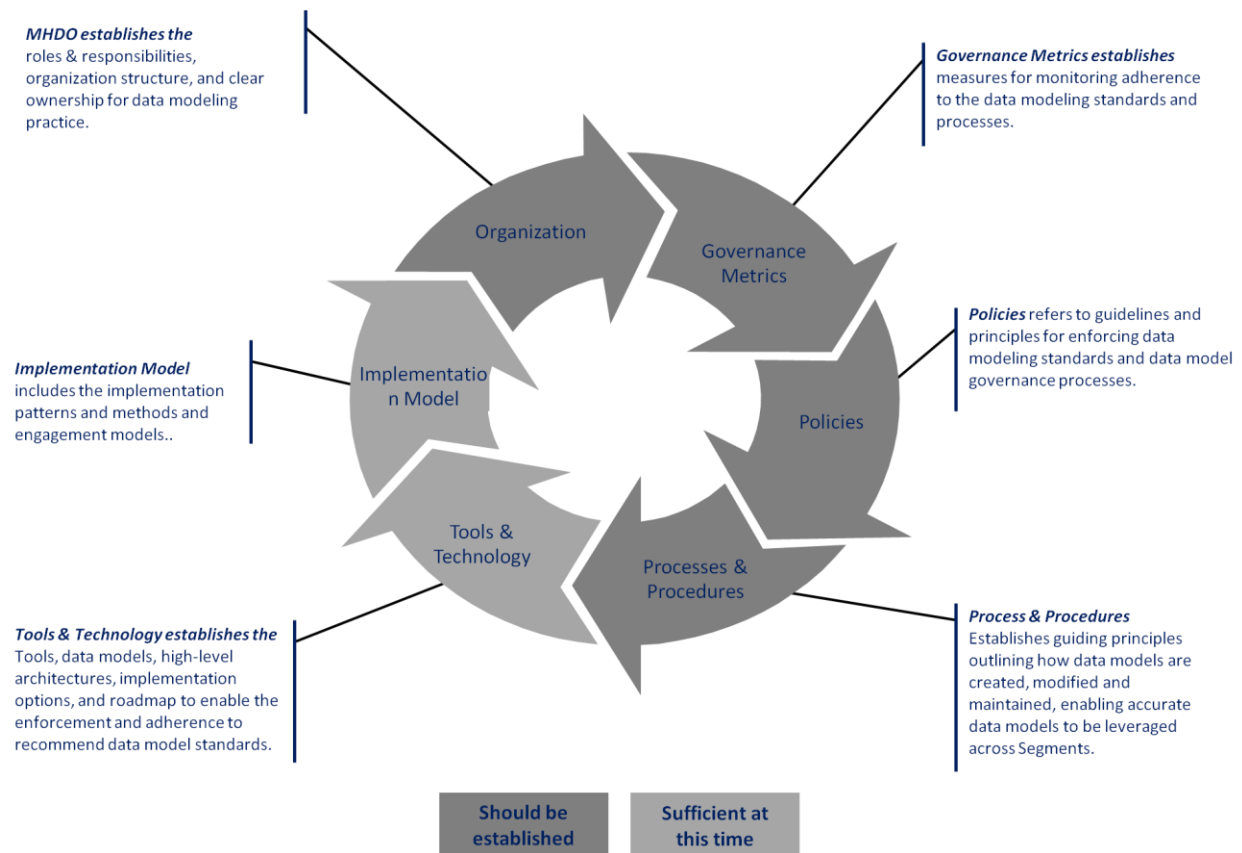 MHDO establishes the
roles & responsibilities,
organization structure, and clear
ownership for data modeling
practice.
Governance Metrics establishes
measures for monitoring adherence
to the data modeling standards and
processes.
Organization
Governance
Metrics
Implementation Model
includes the implementation
patterns and methods and
engagement models..
Implementatio
n Model
Policies
Policies refers to guidelines and
principles for enforcing data
modeling standards and data model
governance processes.
Tools &
Technology
Processes &
Procedures
Tools & Technology establishes the
Tools, data models, high-level
architectures, implementation
options, and roadmap to enable the
enforcement and adherence to
recommend data model standards.
Process & Procedures
Establishes guiding principles
outlining how data models are
created, modified and
maintained, enabling accurate
data models to be leveraged
across Segments.
Should be
established
Sufficient at
this time